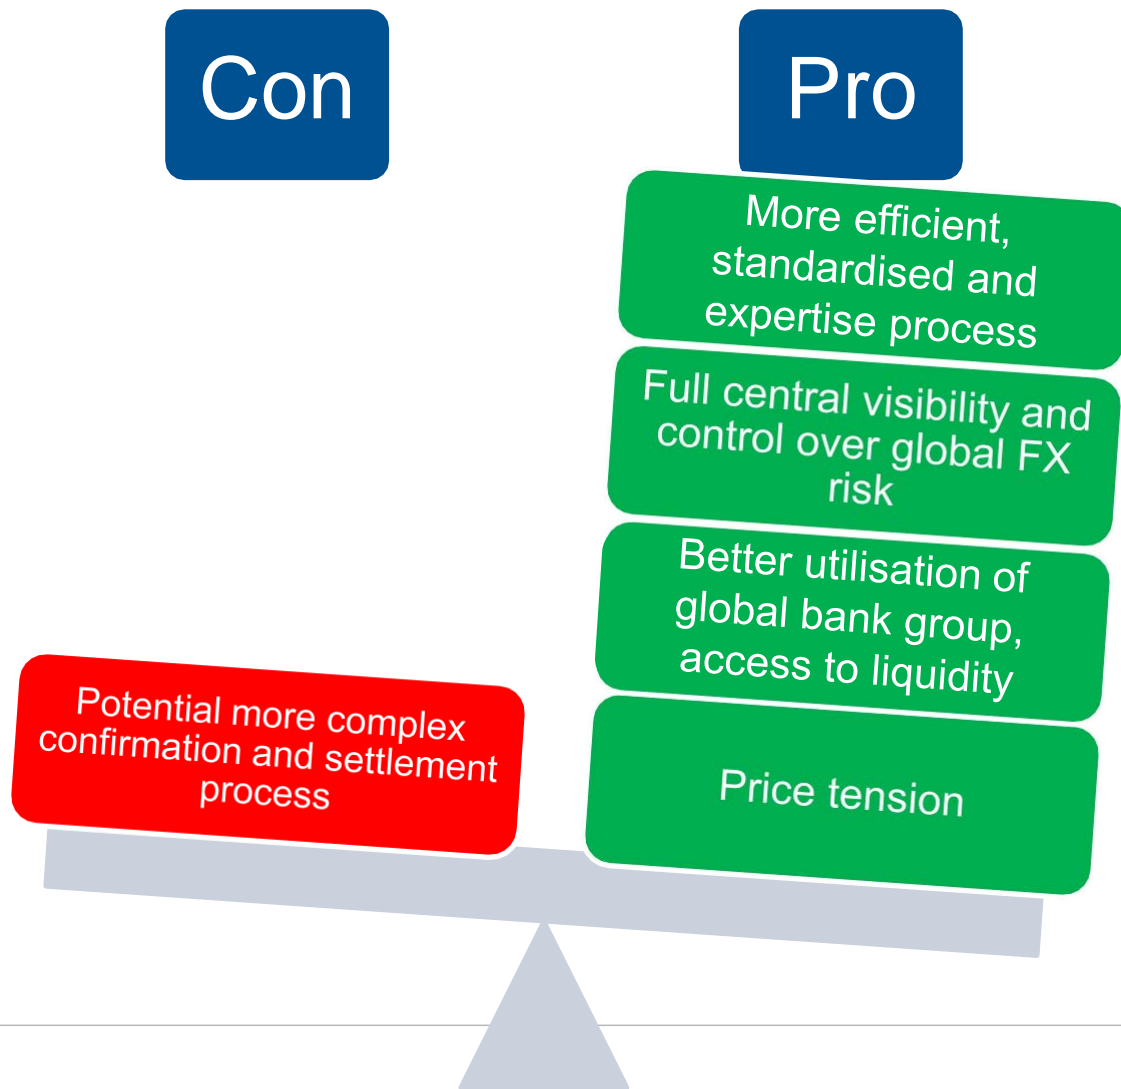 Con
Pro
More efficient,
standardised and
expertise process
Full central visibility and
control over global FX
risk
Better utilisation of
global bank group,
access to liquidity
Price tension
Potential more complex
confirmation and settlement
process